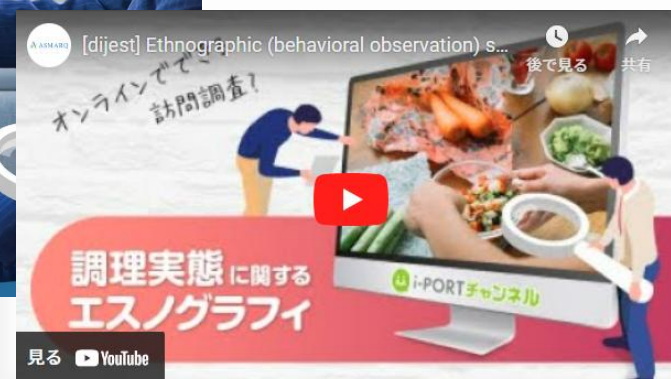 ASMARQ
[dijest] Ethnographic (behavioral observation) s...
後で見る
共有
オンラインでできる
訪問調査?
調理実態に関する
エスノグラフィ
i-PORTチャンネル
見る YouTube